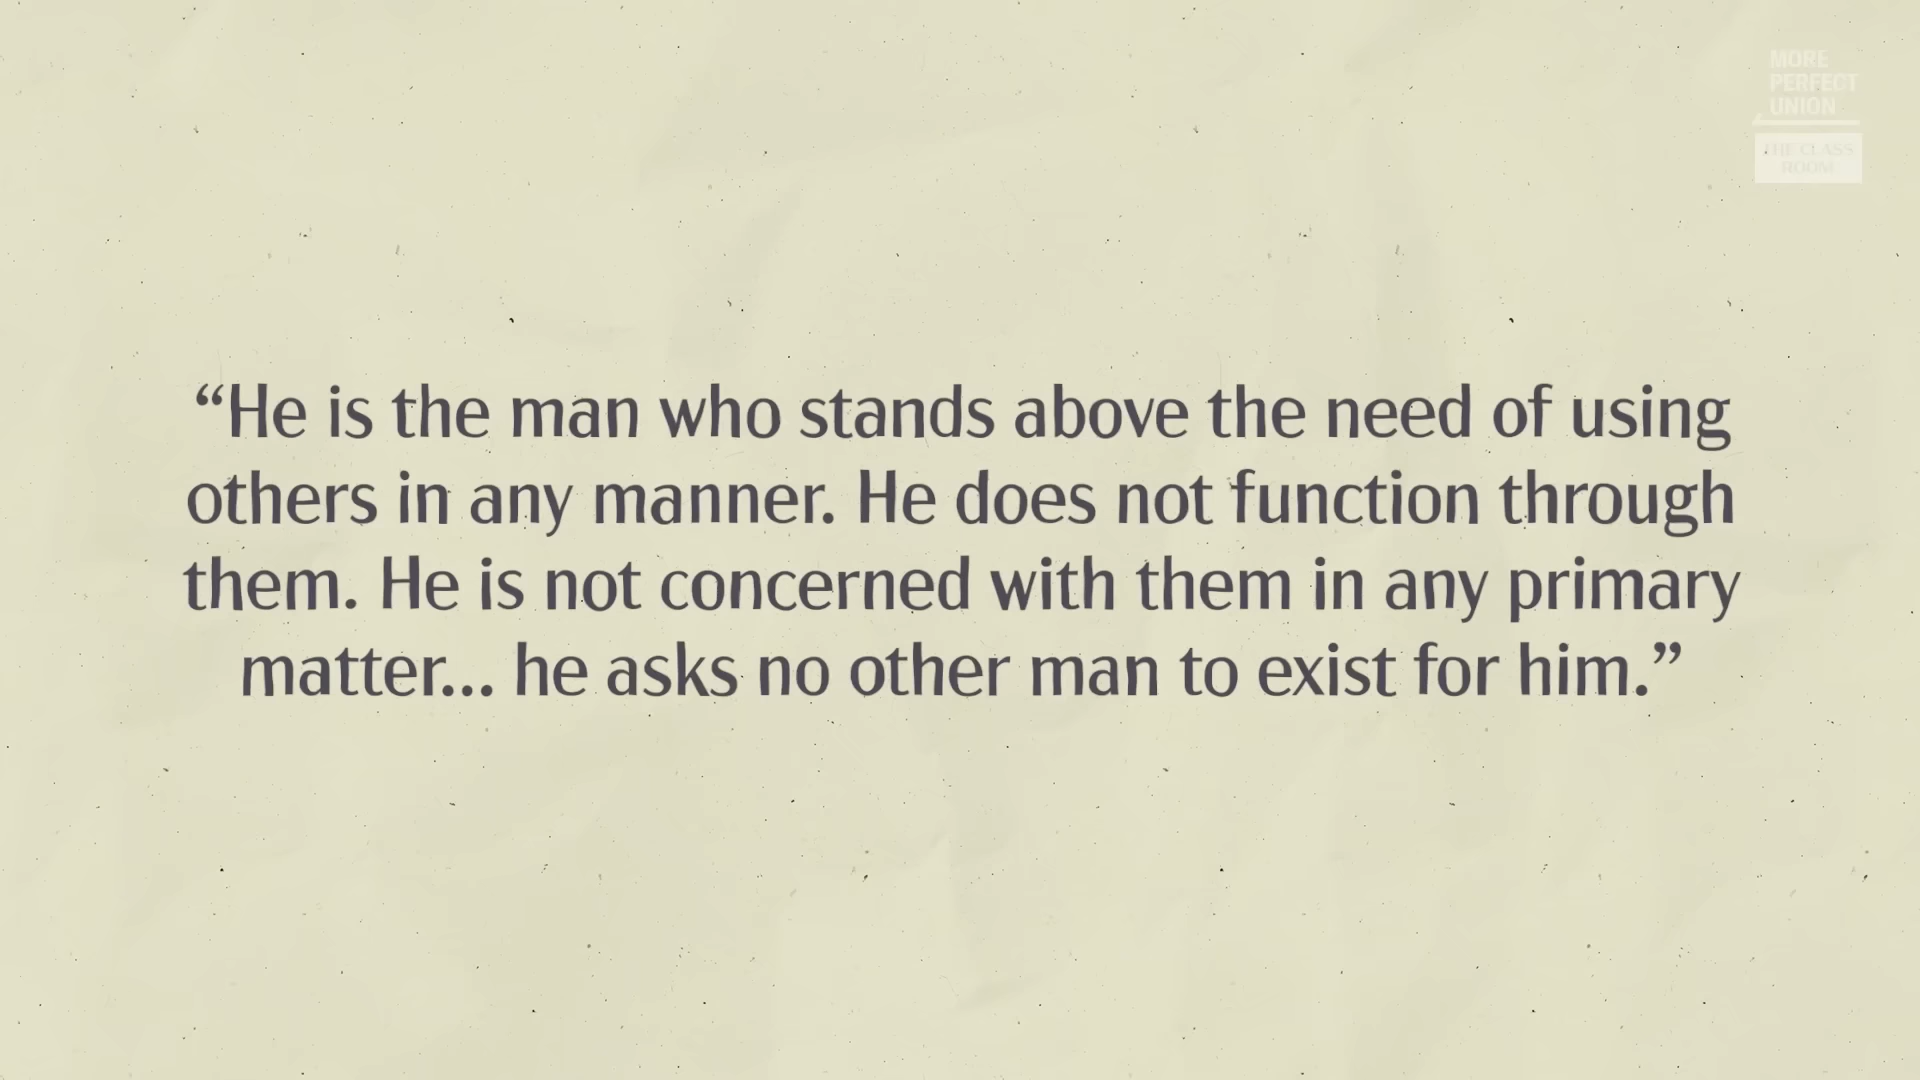 MORE
PERFECT
UNION
THE CLASS
ROOM
“He is the man who stands above the need of using
others in any manner. He does not function through
them. He is not concerned with them in any primary
matter... he asks no other man to exist for him.”